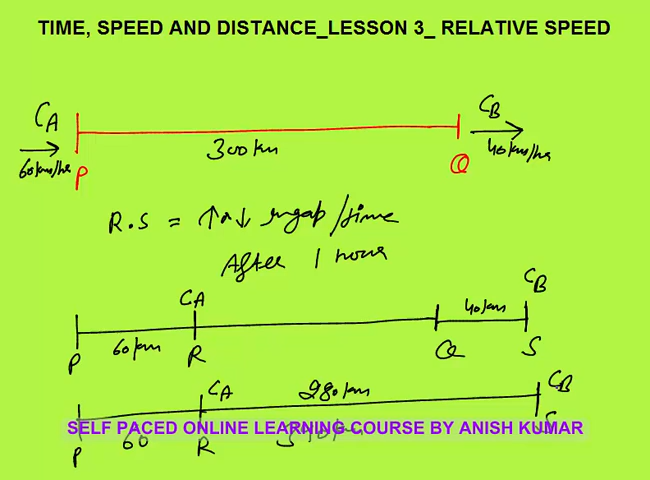 TIME, SPEED AND DISTANCE_LESSON 3_ RELATIVE SPEED
CA CB
60km/hr P 300km Q 40km/hr
R.S = ↑ or ↓ in gap/time
After 1 hour
CA 40km CB
P 60km R Q S
CA 280km CB
SELF PACED ONLINE LEARNING COURSE BY ANISH KUMAR
P 60 R S